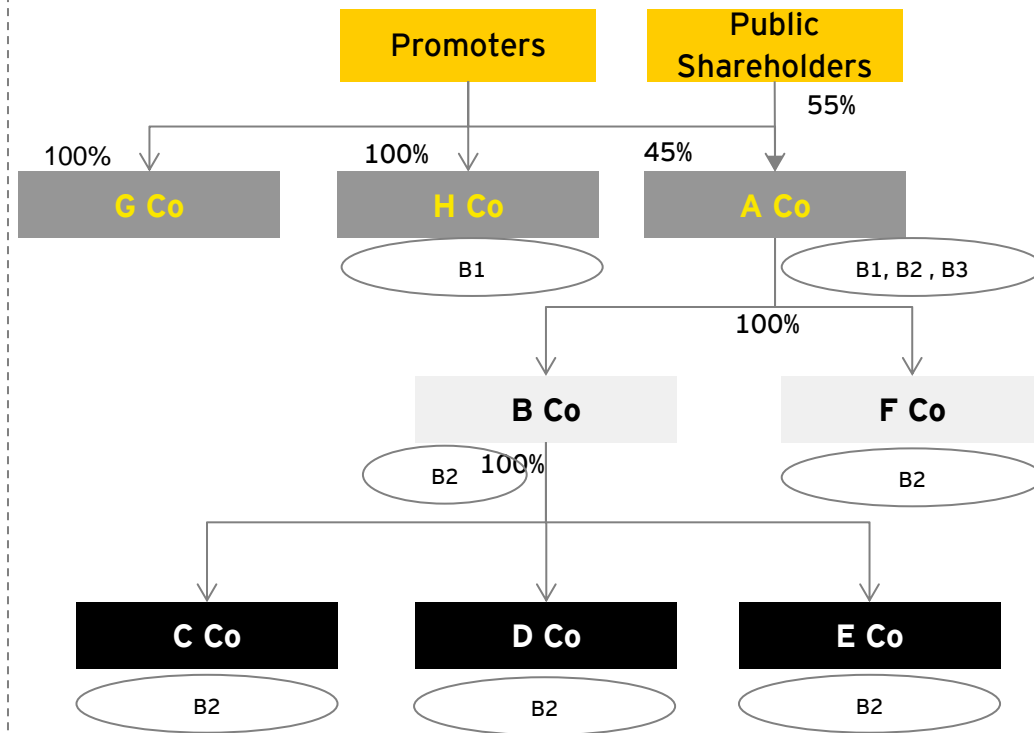 Promoters
Public
Shareholders
55%
100%
100%
45%
G Co
H Co
A Co
B1
B1, B2 , B3
100%
B Co
F Co
B2
100%
B2
C Co
D Co
E Co
B2
B2
B2